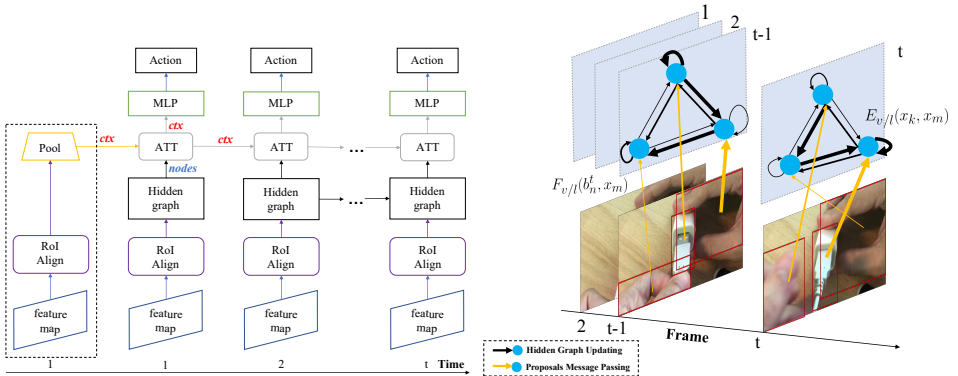 Action
Action
Action
MLP
MLP
MLP
ctx
ctx
ctx
Pool
ATT
ATT
...
ATT
nodes
Hidden
graph
Hidden
graph
...
Hidden
graph
RoI
Align
RoI
Align
RoI
Align
RoI
Align
feature
map
feature
map
feature
map
feature
map
1
1
2
t
Time
1
2
t-1
t
E_{v/l}(x_k, x_m)
F_{v/l}(b_n^t, x_m)
2
t-1
Frame
t
Hidden Graph Updating
Proposals Message Passing